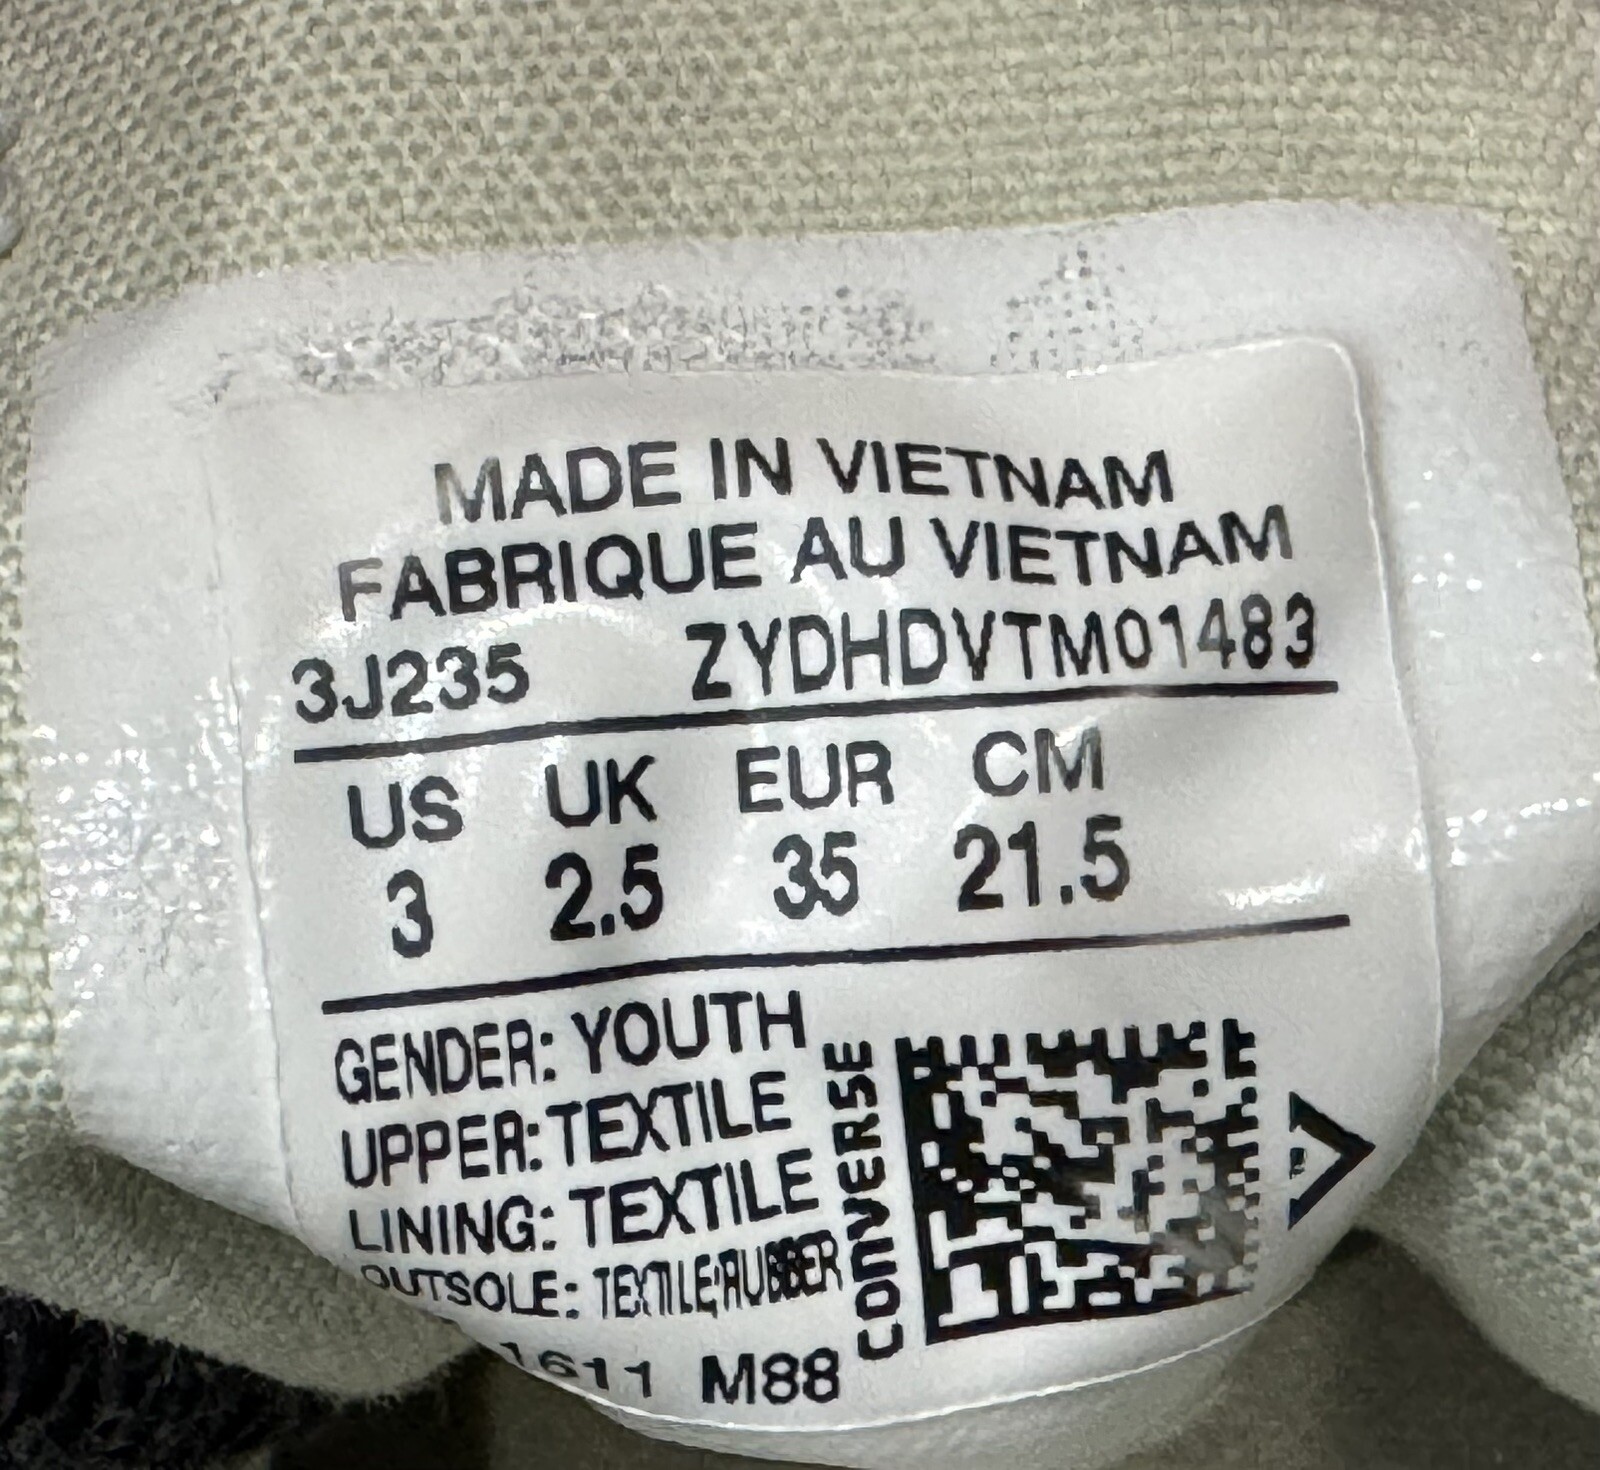 MADE IN VIETNAM
FABRIQUE AU VIETNAM
3J235 ZYDHDVTM01483
US UK EUR CM
3 2.5 35 21.5
GENDER: YOUTH
UPPER: TEXTILE
LINING: TEXTILE
OUTSOLE: TEXTILE/RUBBER
1611 M88
CONVERSE